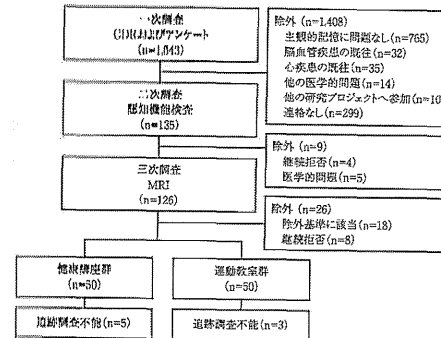 一次調査
CDRおよびアンケート
(n=1,543)
除外 (n=1,408)
主観的記憶に問題なし(n=765)
脳血管疾患の既往(n=32)
心疾患の既往(n=35)
他の医学的問題(n=14)
他の研究プロジェクトへ参加(n=10
連絡なし(n=299)
二次調査
認知機能検査
(n=135)
除外 (n=9)
継続拒否(n=4)
医学的問題(n=5)
三次調査
MRI
(n=126)
除外 (n=26)
除外基準に該当(n=18)
継続拒否(n=8)
健康講座群
(n=50)
運動教室群
(n=50)
追跡調査不能(n=5)
追跡調査不能(n=3)